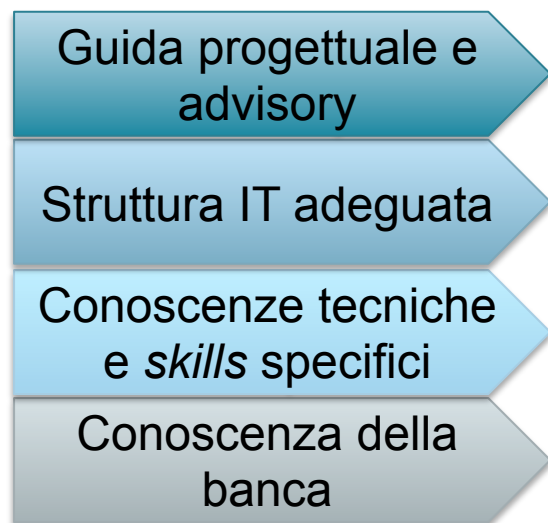 Guida progettuale e
advisory
Struttura IT adeguata
Conoscenze tecniche
e skills specifici
Conoscenza della
banca